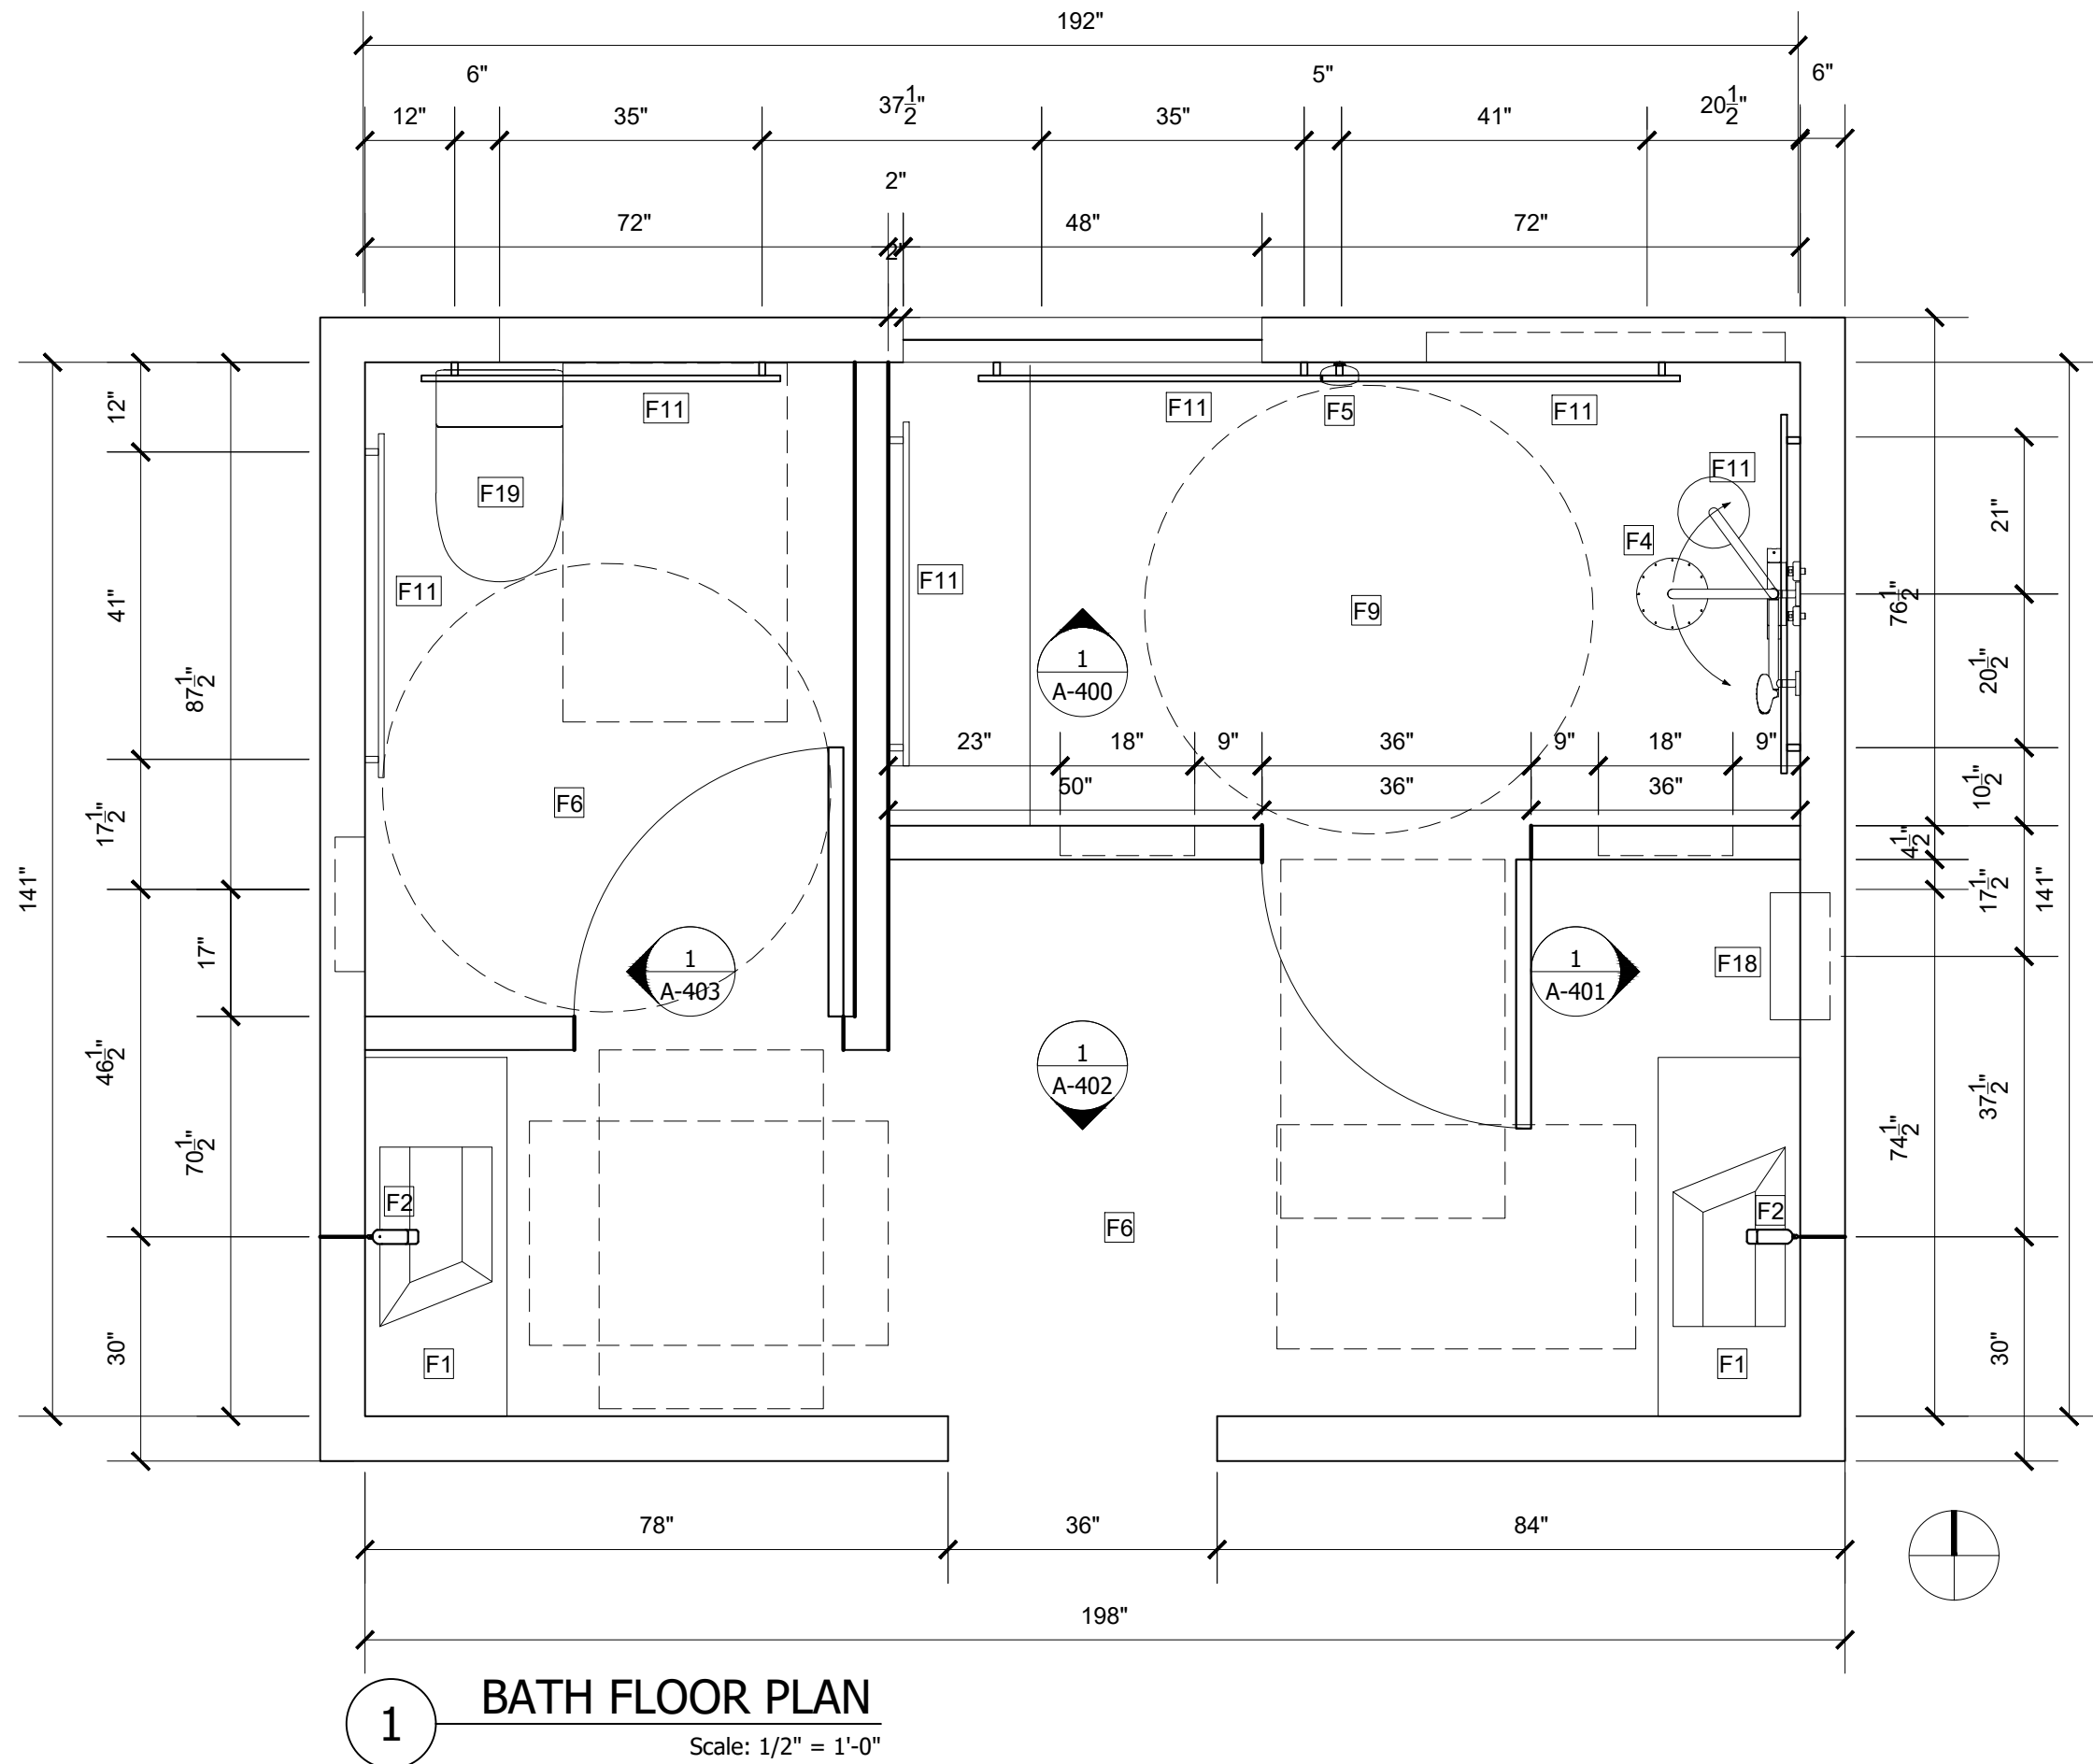 192"
6"
5"
6"
12"
35"
37 1/2"
35"
41"
20 1/2"
2"
72"
48"
72"
2"
12"
41"
87 1/2"
17 1/2"
141"
17"
46 1/2"
70 1/2"
30"
F11
F19
F11
F6
F11
F5
F11
F11
F4
F11
F9
1
A-400
23"
18"
9"
36"
9"
18"
9"
50"
36"
36"
21"
76 1/2"
20 1/2"
10 1/2"
4 1/2"
17 1/2"
141"
37 1/2"
74 1/2"
30"
1
A-403
1
A-401
F18
1
A-402
F2
F6
F2
F1
F1
78"
36"
84"
198"
1
BATH FLOOR PLAN
Scale: 1/2" = 1'-0"